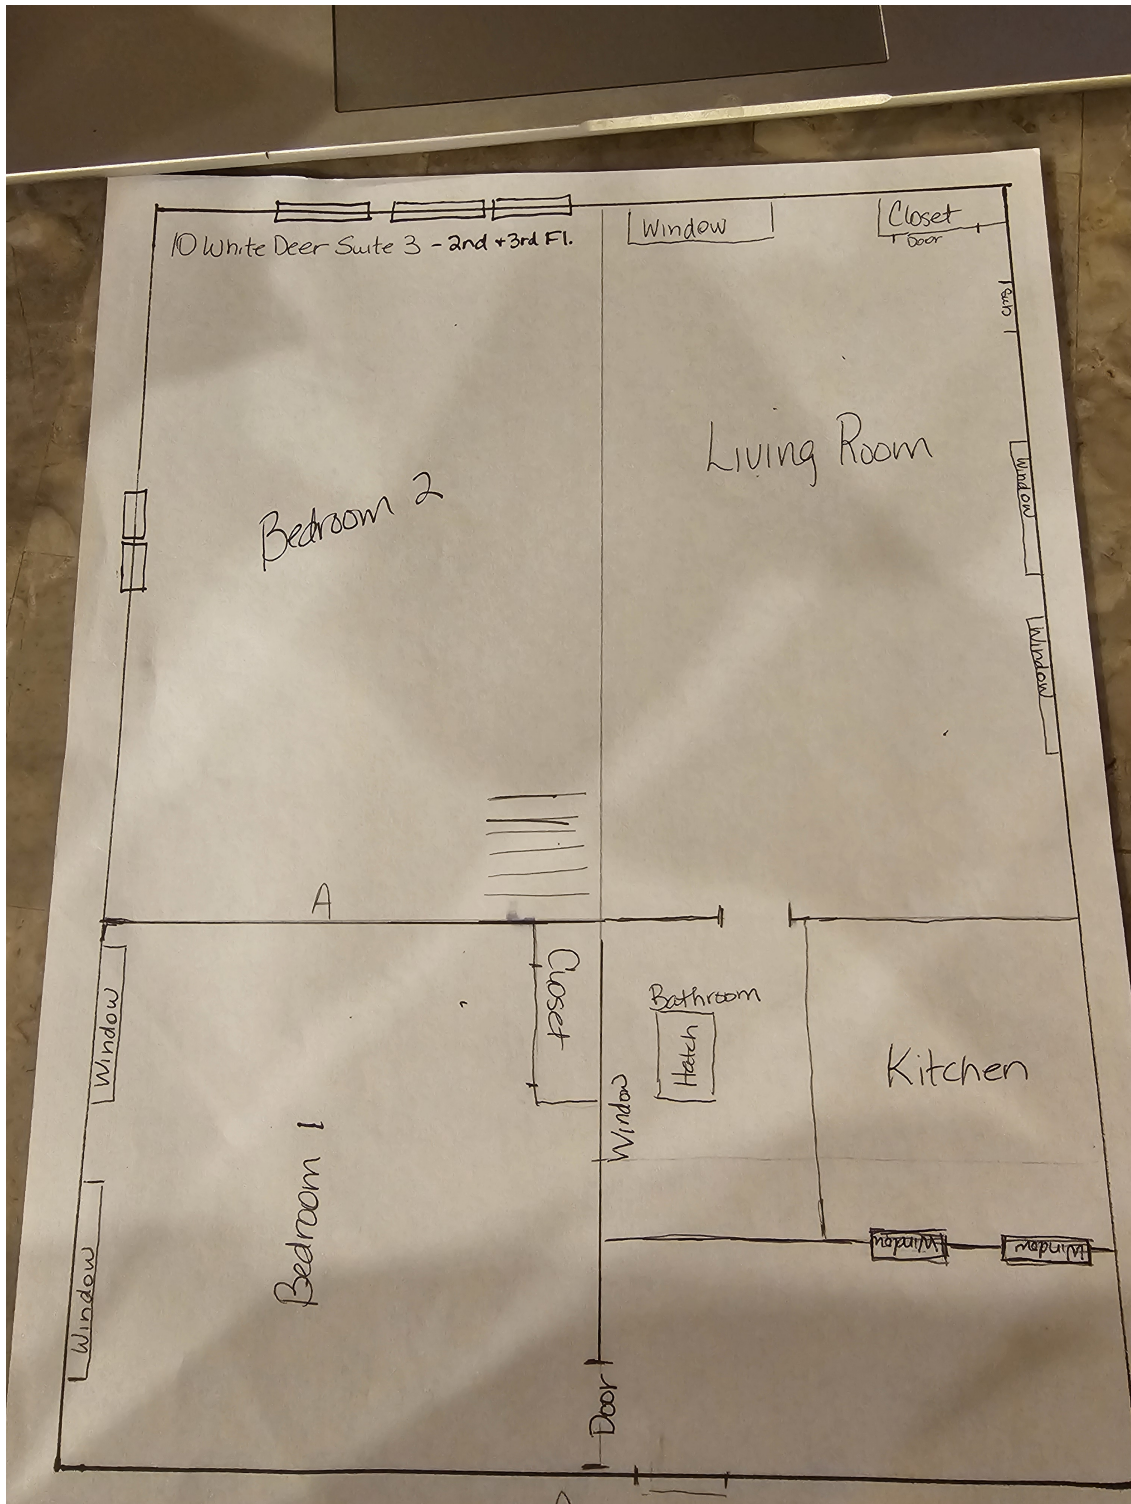 10 White Deer Suite 3 - 2nd + 3rd Fl.
Window
Closet
Door
Living Room
Window
Window
Bedroom 2
A
Closet
Bathroom
Hatch
Kitchen
Window
Window
Window
Bedroom 1
Window
Window
Door